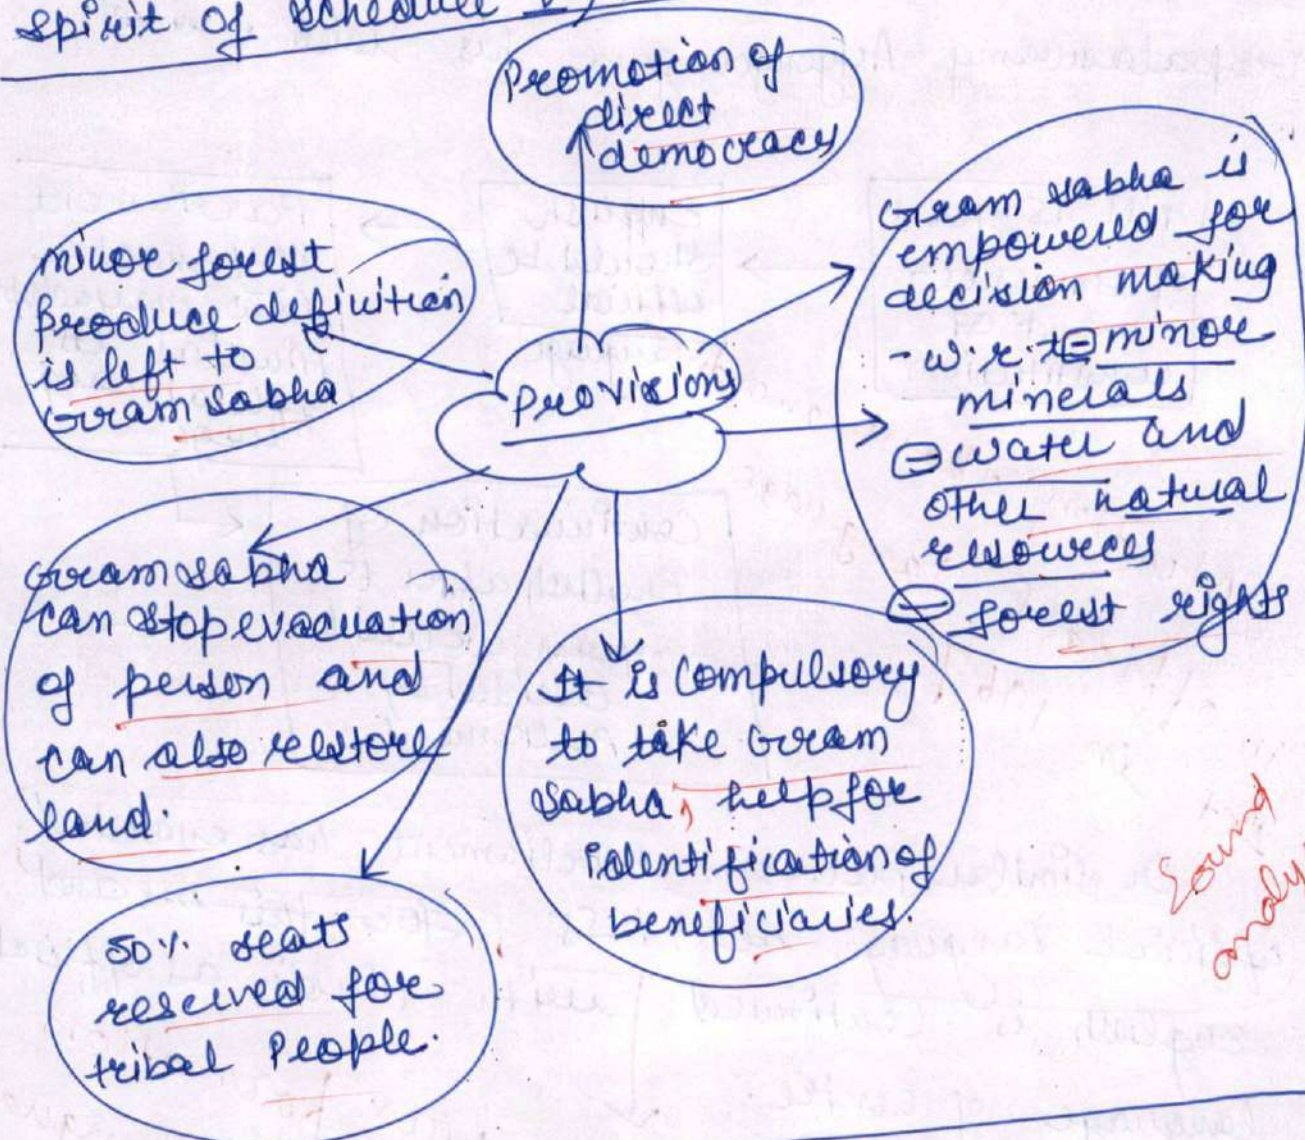 spirit of Schedule V
Promotion of
direct
democracy
minor forest
produce definition
is left to
Gram sabha
Provisions
Gram sabha is
empowered for
decision making
- w.r.t ⊖ minor
minerals
⊖ water and
other natural
resources
⊖ forest rights
Gram sabha
can stop evacuation
of person and
can also restore
land.
It is compulsory
to take Gram
sabha, help for
identification of
beneficiaries.
50% seats
reserved for
tribal People.